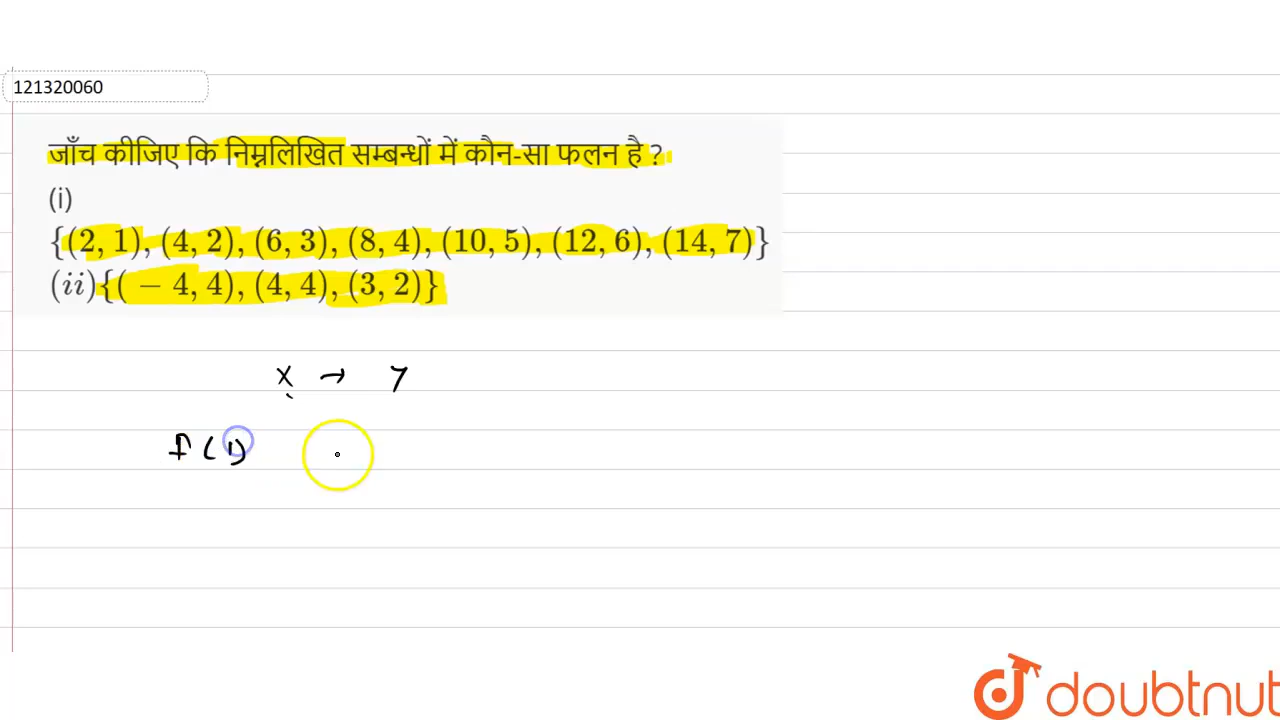 121320060
जाँच कीजिए कि निम्नलिखित सम्बन्धों में कौन-सा फलन है ?
(i)
{(2, 1), (4, 2), (6, 3), (8, 4), (10, 5), (12, 6), (14, 7)}
(ii){( − 4, 4), (4, 4), (3, 2)}
x → y
f (1)
doubtnut